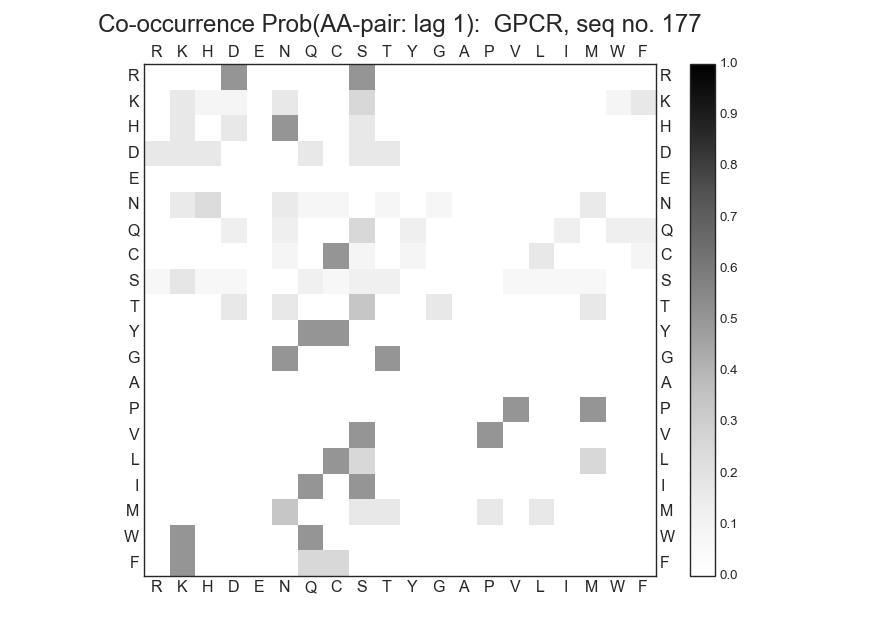 Co-occurrence Prob(AA-pair: lag 1):  GPCR, seq no. 177
R K H D E N Q C S T Y G A P V L I M W F
R R 1.0
K K 0.9
H H
D D 0.8
E E
N N 0.7
Q Q 0.6
C C
S S 0.5
T T
Y Y 0.4
G G
A A 0.3
P P
V V 0.2
L L
I I
M M 0.1
W W
F F 0.0
R K H D E N Q C S T Y G A P V L I M W F